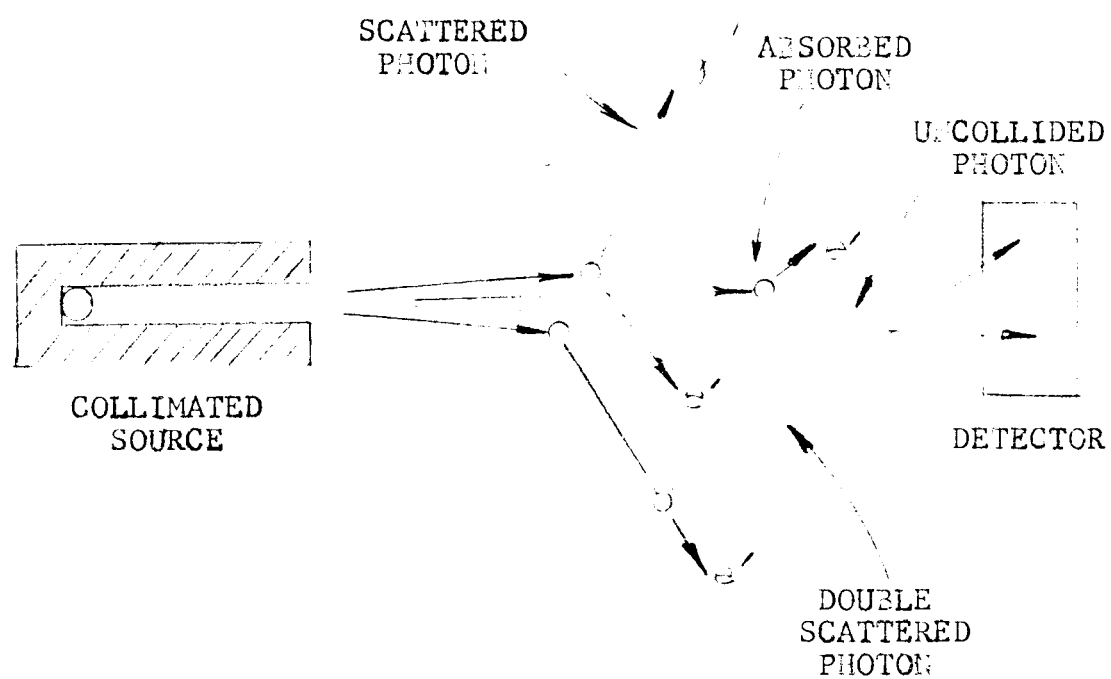 SCATTERED
PHOTON
ABSORBED
PHOTON
UNCOLLIDED
PHOTON
COLLIMATED
SOURCE
DETECTOR
DOUBLE
SCATTERED
PHOTON